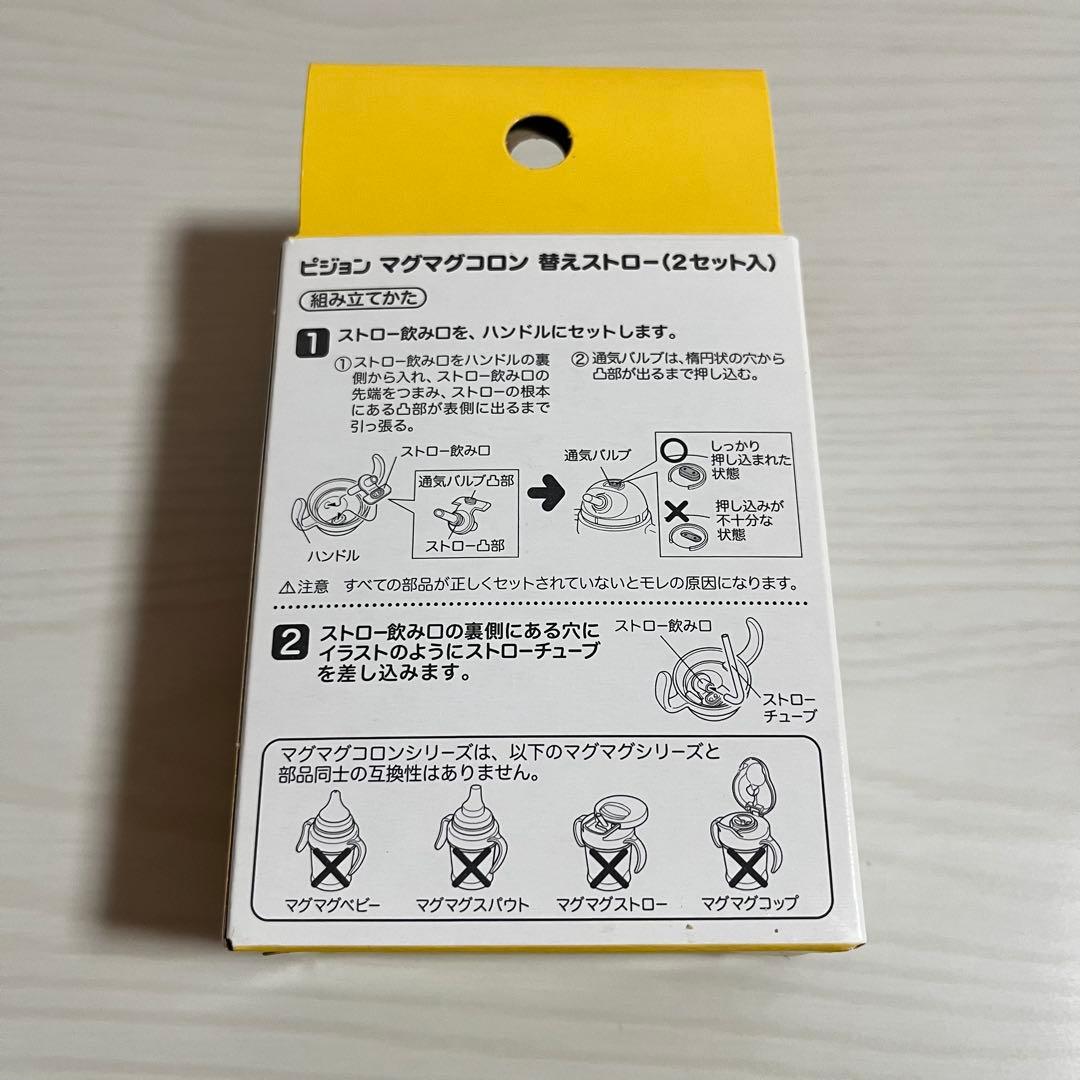 ピジョン マグマグコロン 替えストロー(2セット入)
組み立てかた
1 ストロー飲み口を、ハンドルにセットします。
①ストロー飲み口をハンドルの裏
側から入れ、ストロー飲み口の
先端をつまみ、ストローの根本
にある凸部が表側に出るまで
引っ張る。
② 通気バルブは、楕円状の穴から
凸部が出るまで押し込む。
ストロー飲み口
通気バルブ凸部
ストロー凸部
ハンドル
通気バルブ
しっかり
押し込まれた
状態
押し込みが
不十分な
状態
⚠注意 すべての部品が正しくセットされていないとモレの原因になります。
2 ストロー飲み口の裏側にある穴に
イラストのようにストローチューブ
を差し込みます。
ストロー飲み口
ストロー
チューブ
マグマグコロンシリーズは、以下のマグマグシリーズと
部品同士の互換性はありません。
マグマグベビー
マグマグスパウト
マグマグストロー
マグマグコップ